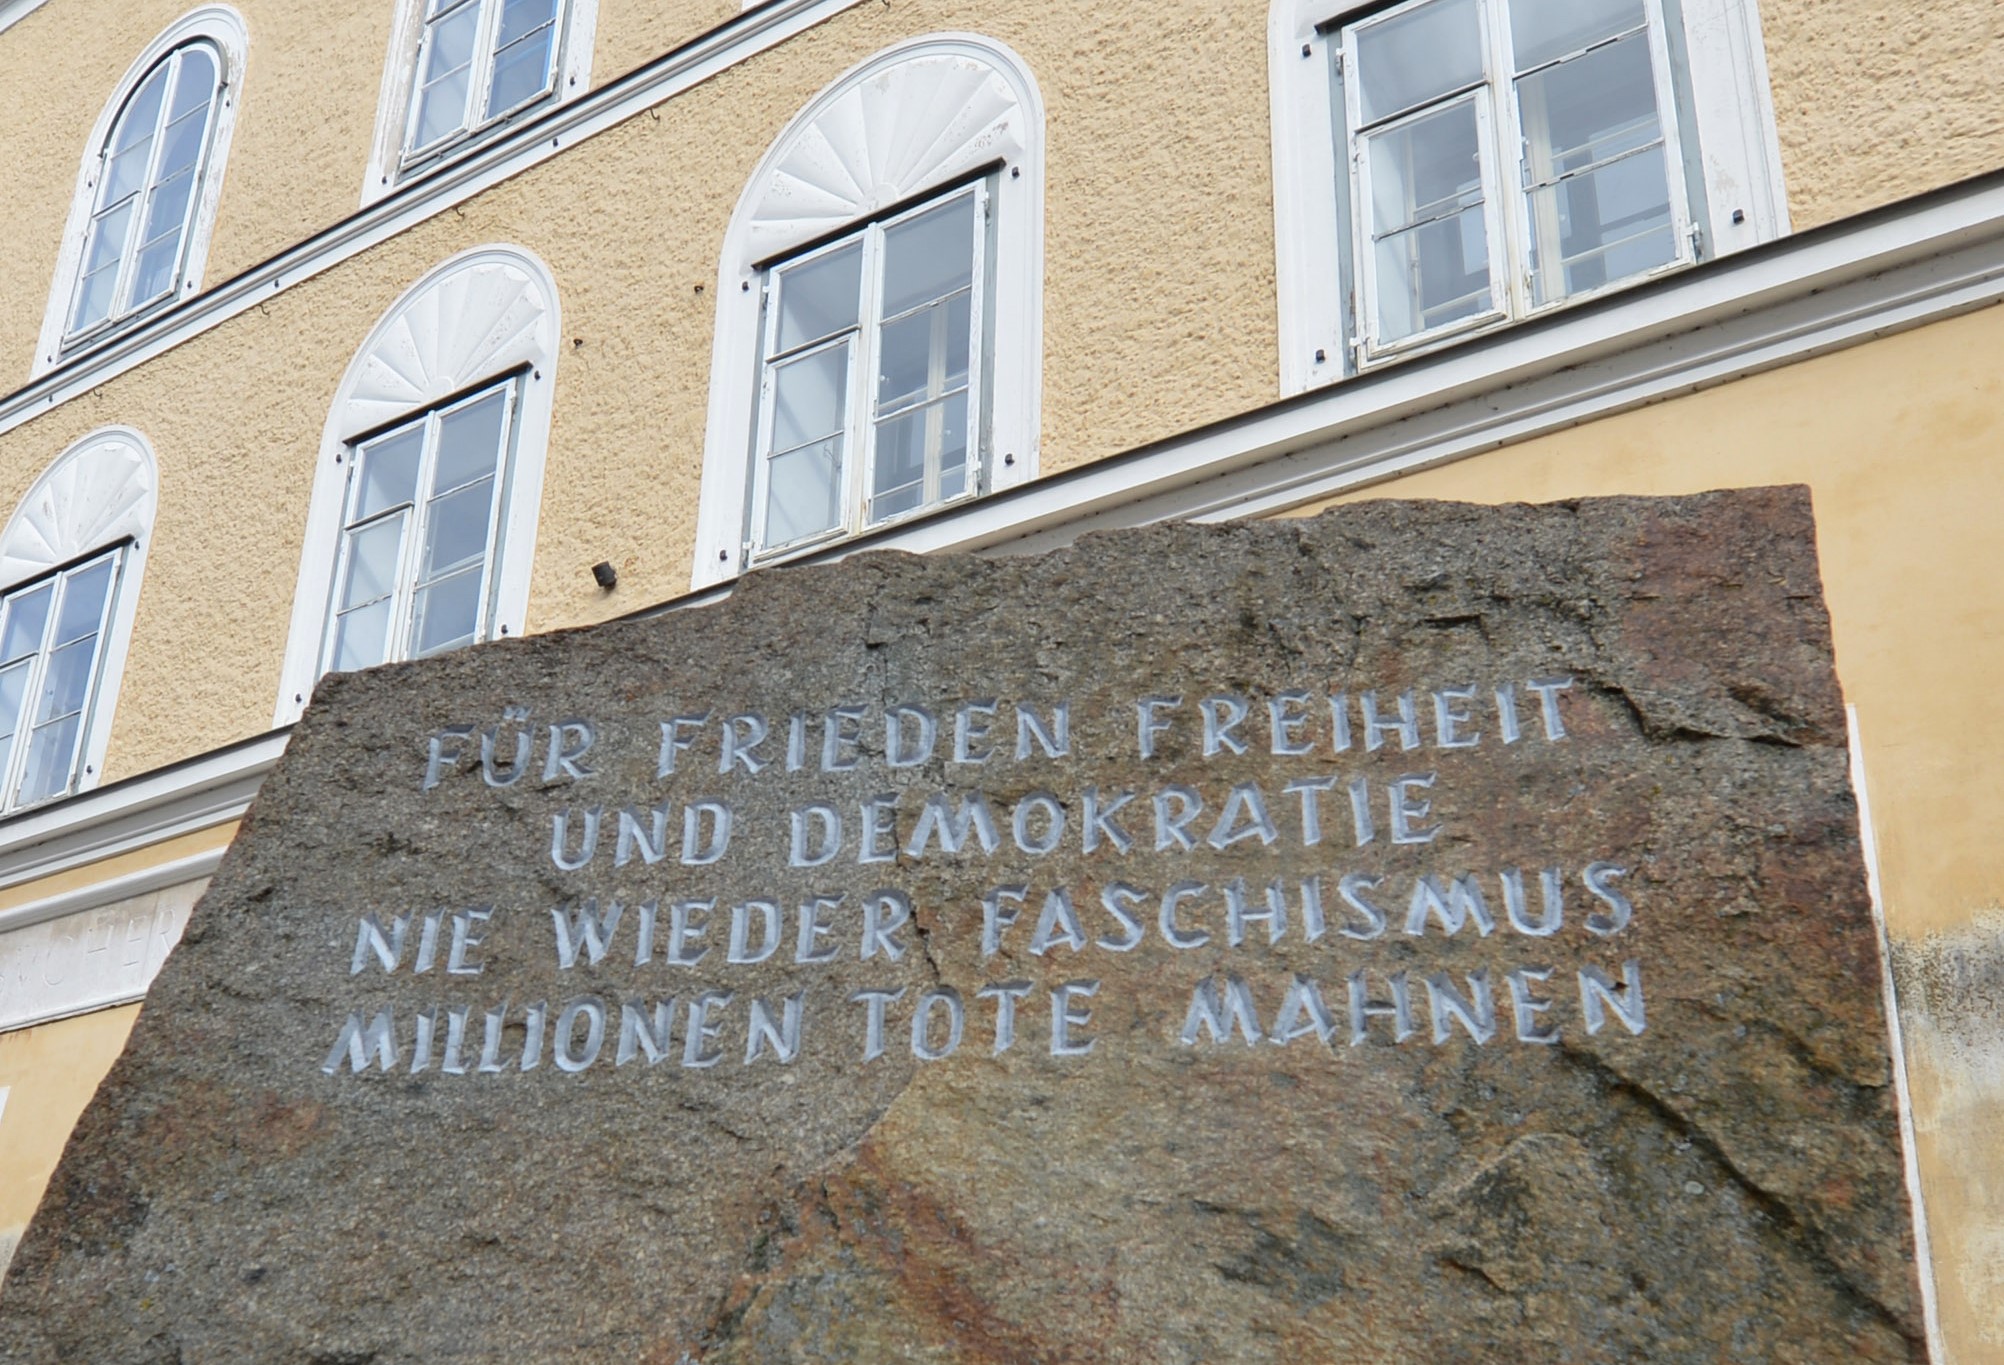 FÜR FRIEDEN FREIHEIT
UND DEMOKRATIE
NIE WIEDER FASCHISMUS
MILLIONEN TOTE MAHNEN